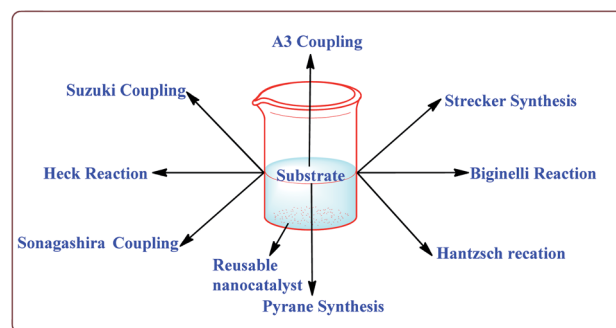 A3 Coupling
Suzuki Coupling
Strecker Synthesis
Heck Reaction
Substrate
Biginelli Reaction
Sonagashira Coupling
Hantzsch recation
Reusable
nanocatalyst
Pyrane Synthesis